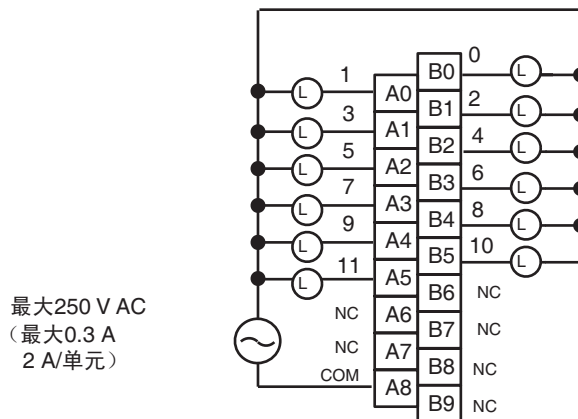 0
B0
L
1
L
A0
B1
2
L
3
L
A1
B2
4
L
5
L
A2
B3
6
L
7
L
A3
B4
8
L
9
L
A4
B5
10
L
11
L
A5
B6
NC
NC
A6
B7
NC
NC
A7
B8
NC
COM
A8
B9
NC
最大250 V AC
（最大0.3 A
2 A/单元）